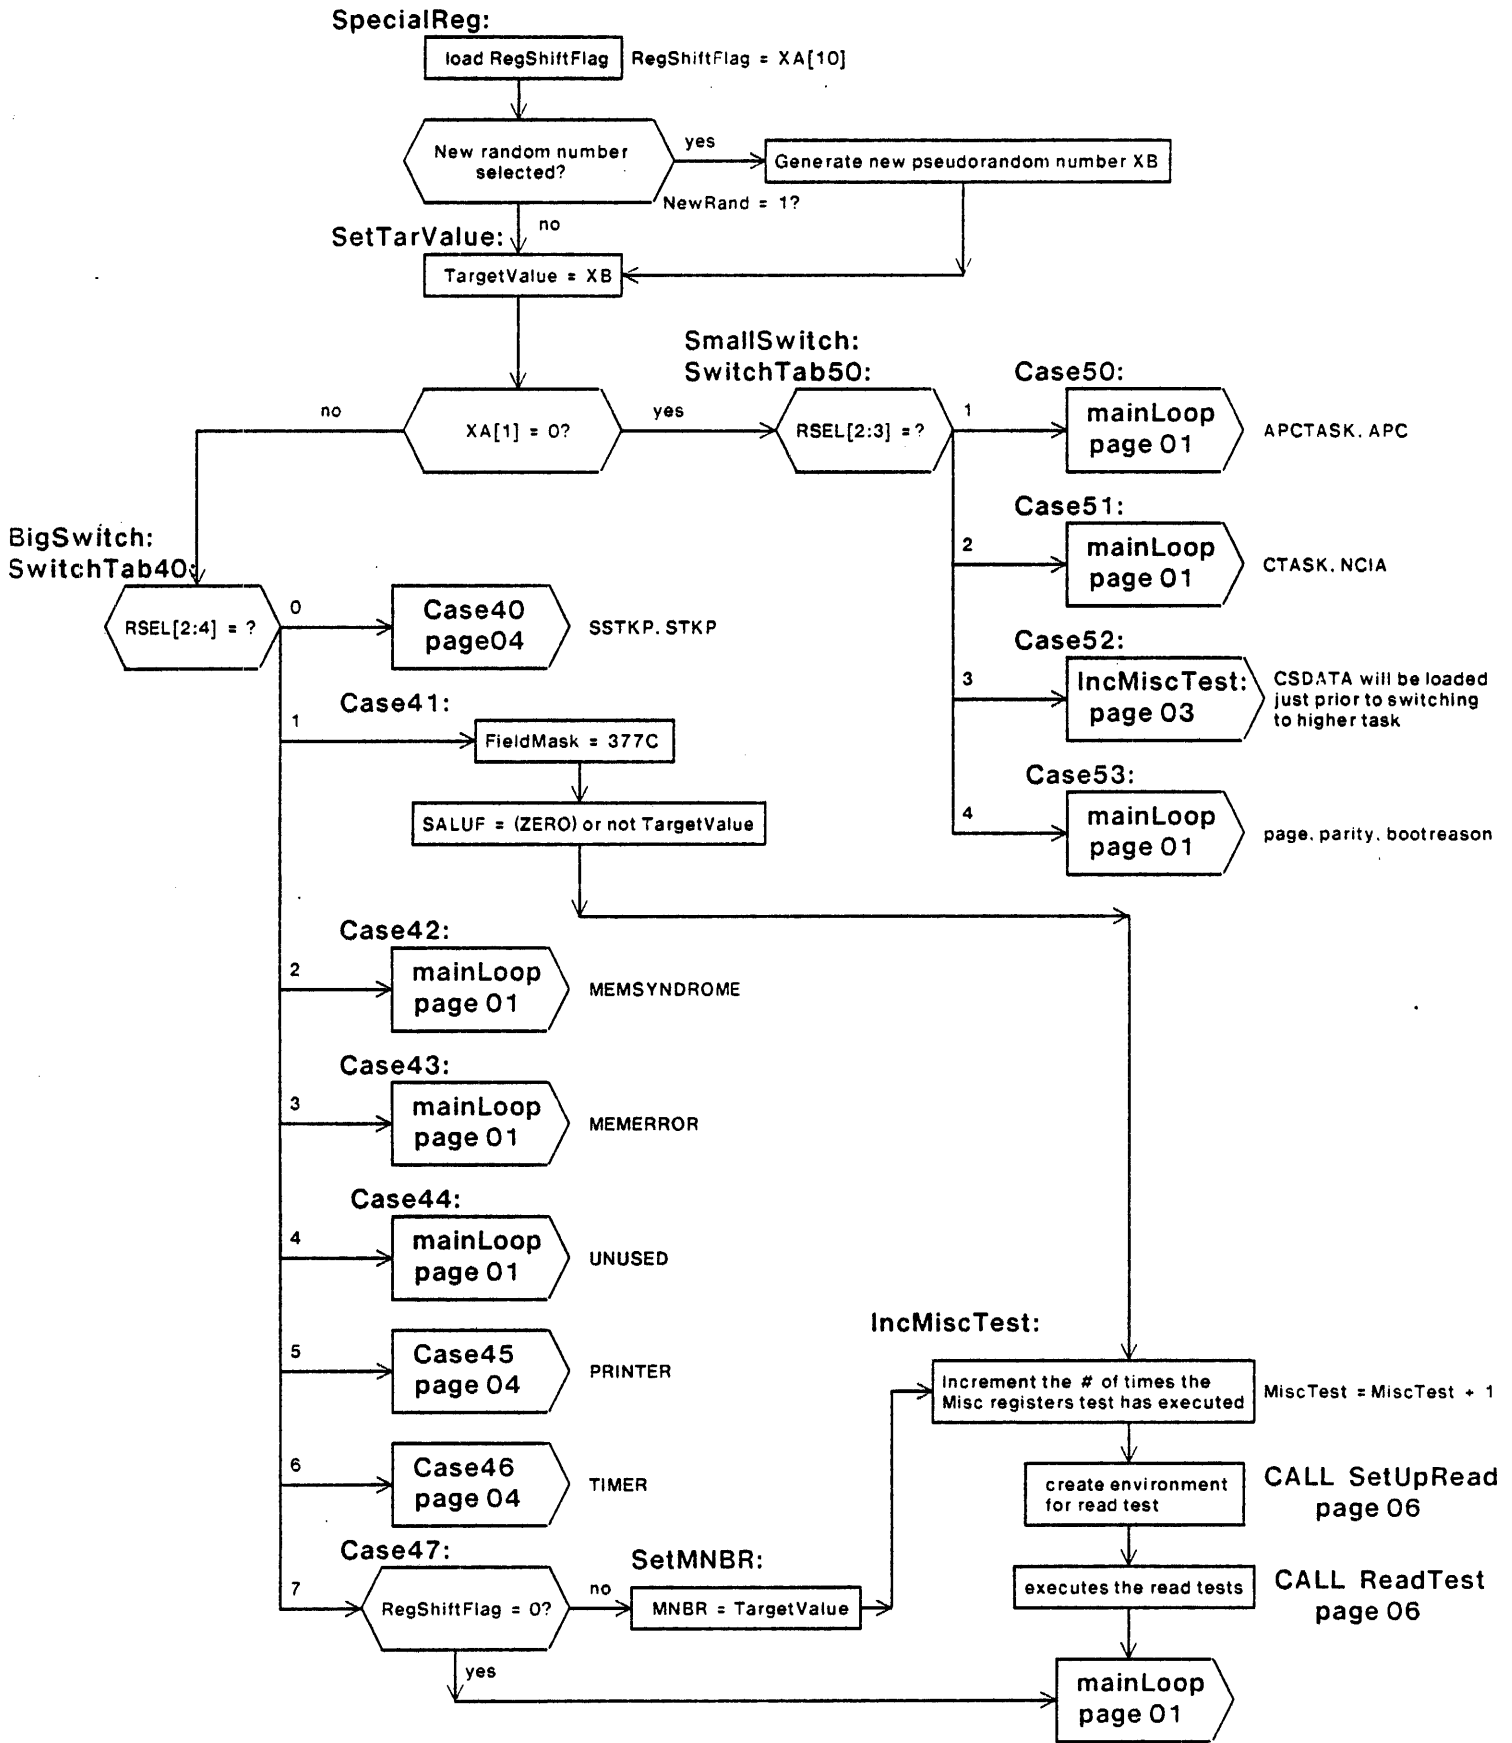 SpecialReg:
load RegShiftFlag
RegShiftFlag = XA[10]
New random number
selected?
yes
Generate new pseudorandom number XB
NewRand = 1?
no
SetTarValue:
TargetValue = XB
SmallSwitch:
SwitchTab50:
no
XA[1] = 0?
yes
RSEL[2:3] = ?
1
Case50:
mainLoop
page 01
APCTASK. APC
Case51:
2
mainLoop
page 01
CTASK. NCIA
Case52:
3
IncMiscTest:
page 03
CSDATA will be loaded
just prior to switching
to higher task
Case53:
4
mainLoop
page 01
page. parity. bootreason
BigSwitch:
SwitchTab40:
RSEL[2:4] = ?
0
Case40
page04
SSTKP. STKP
Case41:
1
FieldMask = 377C
SALUF = (ZERO) or not TargetValue
Case42:
2
mainLoop
page 01
MEMSYNDROME
Case43:
3
mainLoop
page 01
MEMERROR
Case44:
4
mainLoop
page 01
UNUSED
5
Case45
page 04
PRINTER
6
Case46
page 04
TIMER
Case47:
7
RegShiftFlag = 0?
no
yes
SetMNBR:
MNBR = TargetValue
IncMiscTest:
Increment the # of times the
Misc registers test has executed
MiscTest = MiscTest + 1
create environment
for read test
CALL SetUpRead
page 06
executes the read tests
CALL ReadTest
page 06
mainLoop
page 01